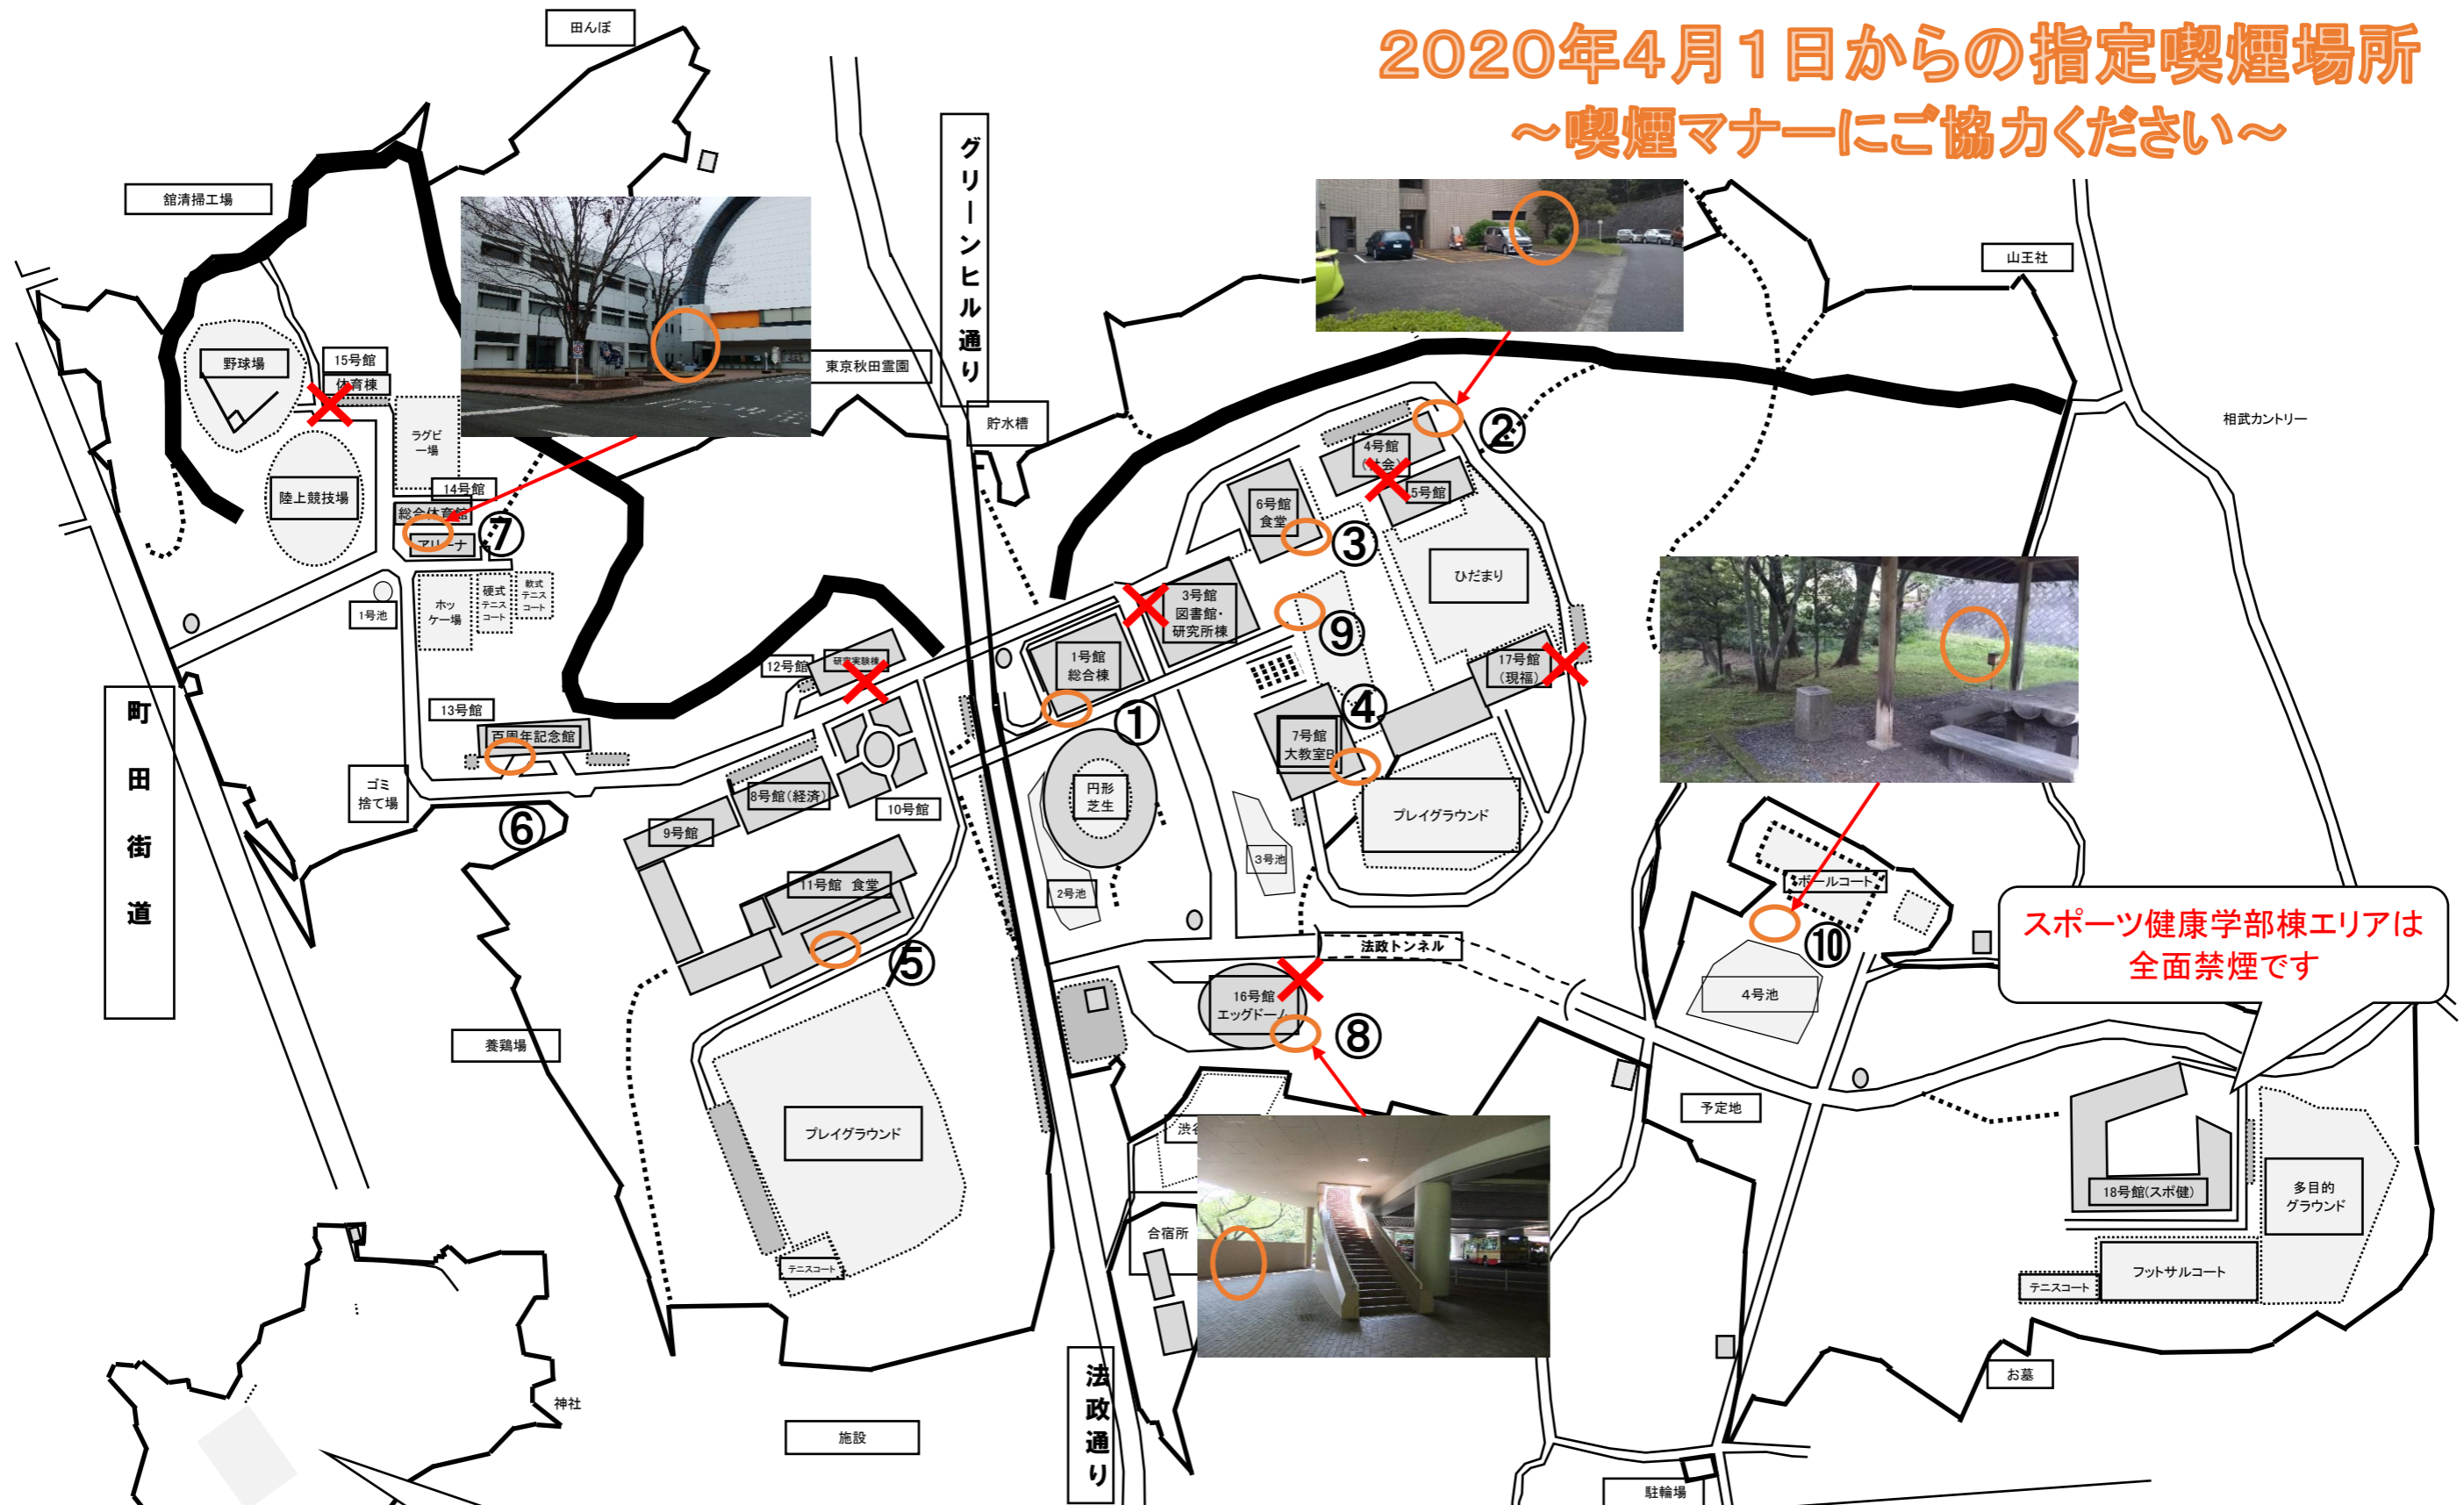 2020年4月1日からの指定喫煙場所
～喫煙マナーにご協力ください～
田んぼ
グリーンヒル通り
舘清掃工場
山王社
野球場
15号館
体育棟
東京秋田霊園
貯水槽
相武カントリー
ラグビ
ー場
②
4号館
(社会)
5号館
14号館
陸上競技場
総合体育館
⑦
アリーナ
6号館
食堂
③
ひだまり
ホッ
ケー場
硬式
テニス
コート
軟式
テニス
コート
1号池
3号館
図書館・
研究所棟
⑨
12号館
研究実験棟
1号館
総合棟
17号館
(現福)
町田街道
13号館
百周年記念館
①
④
7号館
大教室B
ゴミ
捨て場
円形
芝生
8号館(経済)
10号館
プレイグラウンド
⑥
9号館
3号池
11号館 食堂
2号池
ボールコート
スポーツ健康学部棟エリアは
全面禁煙です
⑤
法政トンネル
⑩
16号館
エッグドーム
4号池
⑧
養鶏場
予定地
プレイグラウンド
渋谷
18号館(スポ健)
多目的
グラウンド
合宿所
テニスコート
フットサルコート
テニスコート
法政通り
お墓
神社
施設
駐輪場